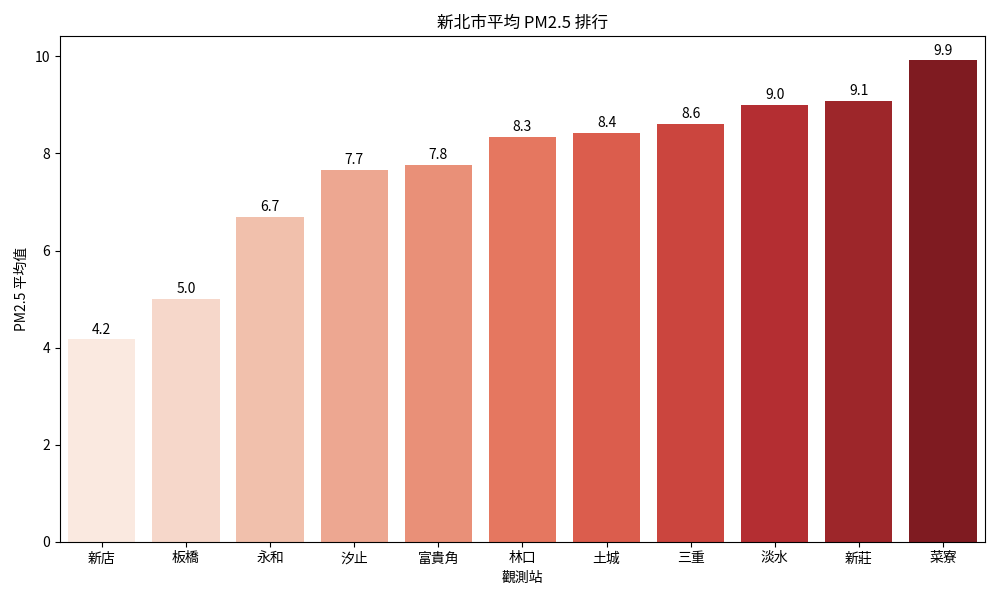 新北市平均 PM2.5 排行
PM2.5 平均值
10
8
6
4
2
0
4.2
5.0
6.7
7.7
7.8
8.3
8.4
8.6
9.0
9.1
9.9
新店
板橋
永和
汐止
富貴角
林口
土城
三重
淡水
新莊
菜寮
觀測站